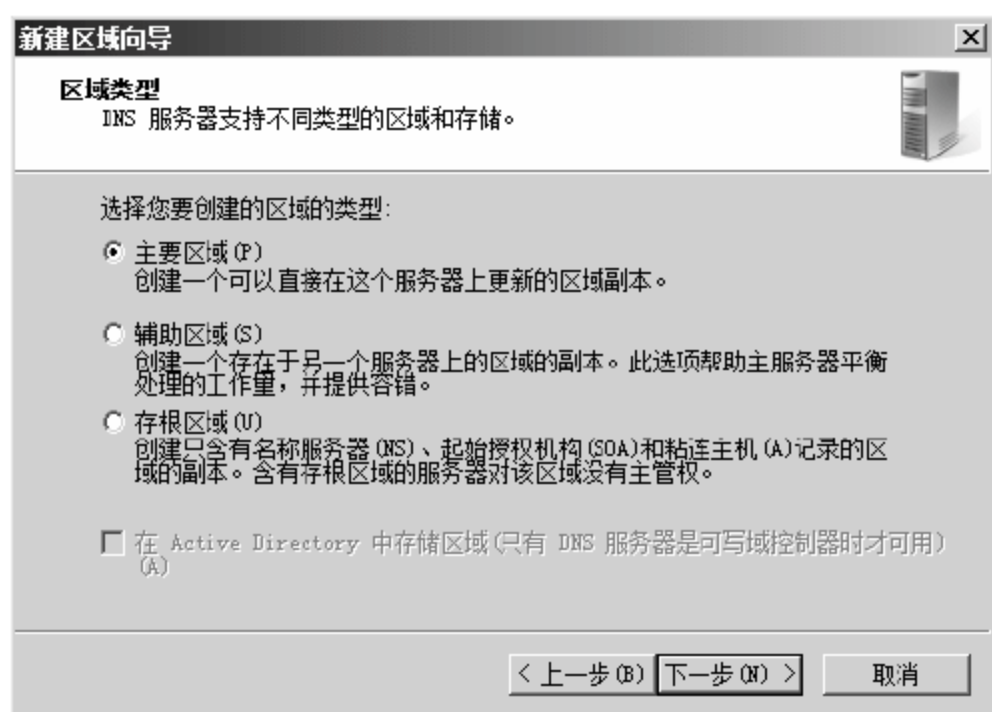 新建区域向导
区域类型
DNS 服务器支持不同类型的区域和存储。
选择您要创建的区域的类型:
主要区域(P)
创建一个可以直接在这个服务器上更新的区域副本。
辅助区域(S)
创建一个存在于另一个服务器上的区域的副本。此选项帮助主服务器平衡
处理的工作量，并提供容错。
存根区域(U)
创建只含有名称服务器(NS)、起始授权机构(SOA)和粘连主机(A)记录的区
域的副本。含有存根区域的服务器对该区域没有主管权。
在 Active Directory 中存储区域(只有 DNS 服务器是可写域控制器时才可用)
(A)
< 上一步(B) 下一步(N) > 取消